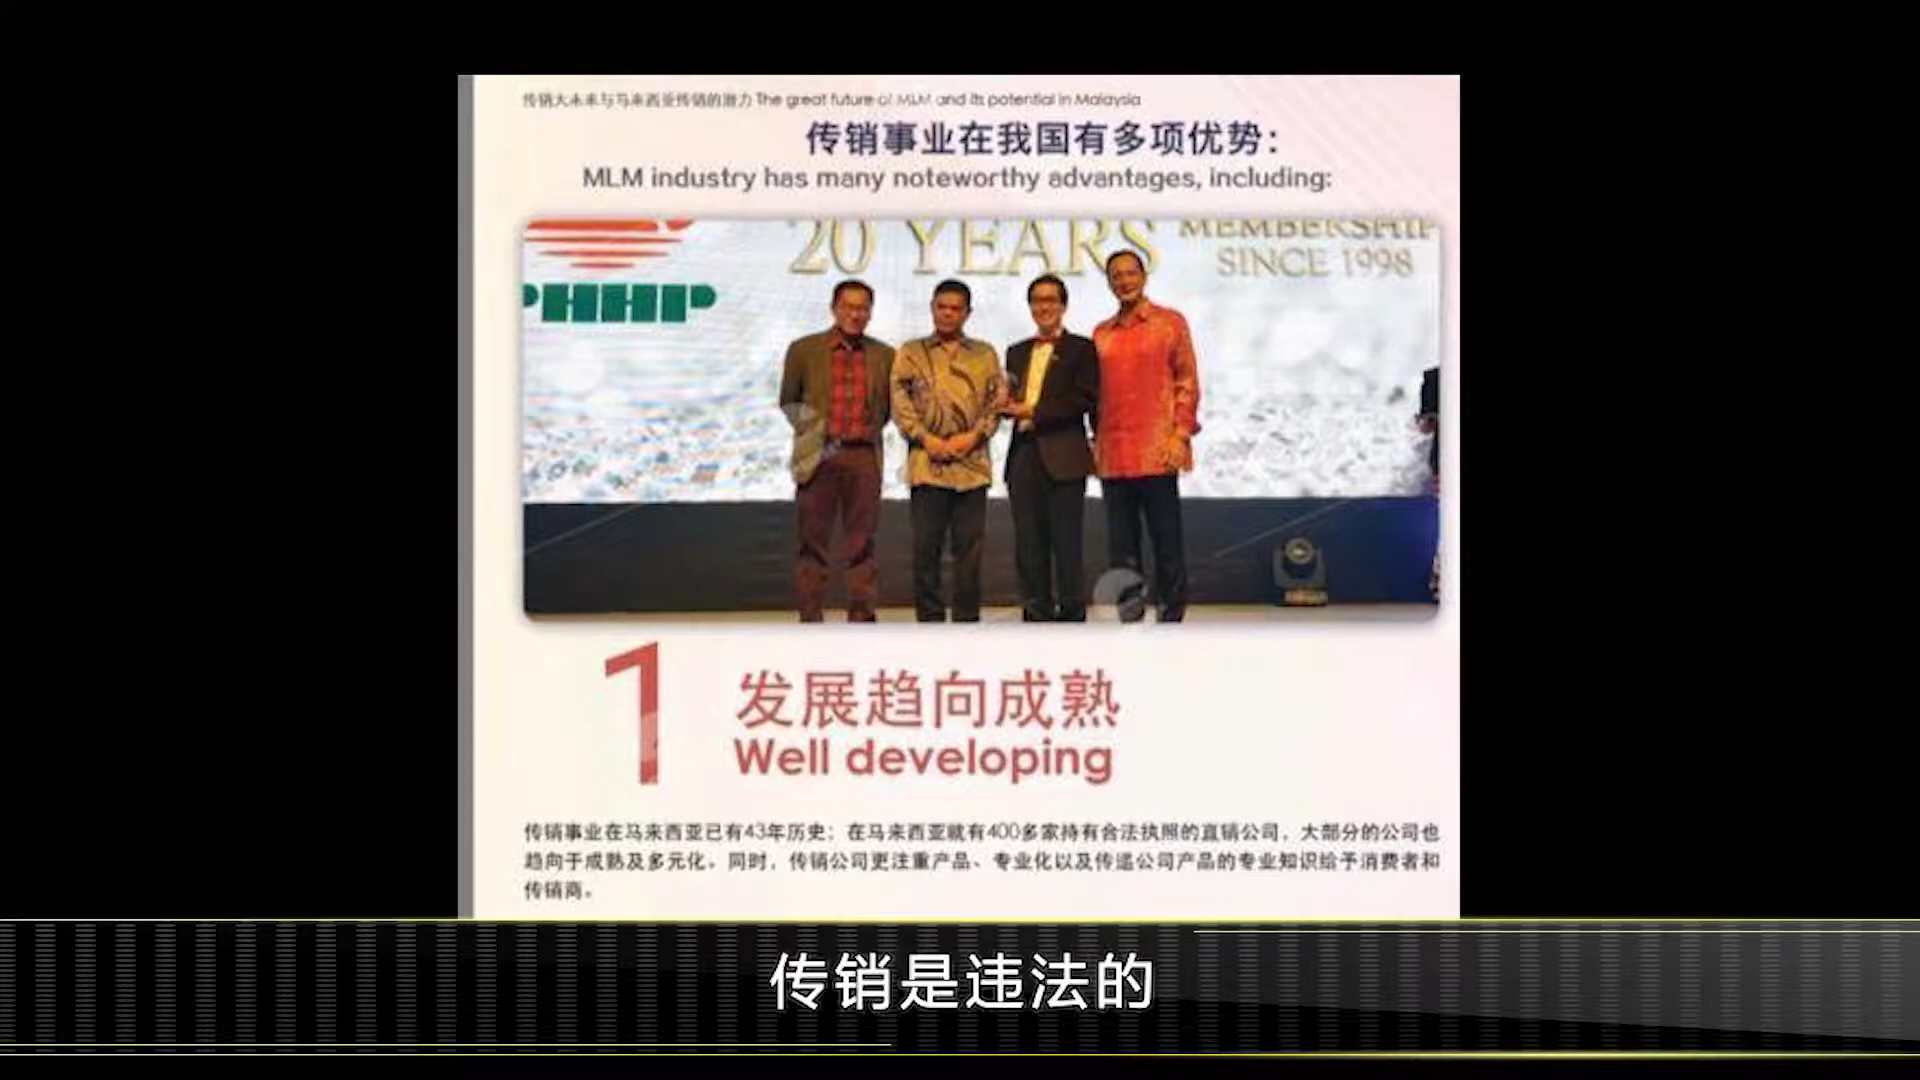 传销大未来与马来西亚传销的潜力 The great future of MLM and its potential in Malaysia
传销事业在我国有多项优势：
MLM industry has many noteworthy advantages, including:
20 YEARS MEMBERSHIP
SINCE 1998
PHHP
1 发展趋向成熟
Well developing
传销事业在马来西亚已有43年历史；在马来西亚就有400多家持有合法执照的直销公司，大部分的公司也
趋向于成熟及多元化。同时，传销公司更注重产品、专业化以及传递公司产品的专业知识给予消费者和
传销商。
传销是违法的